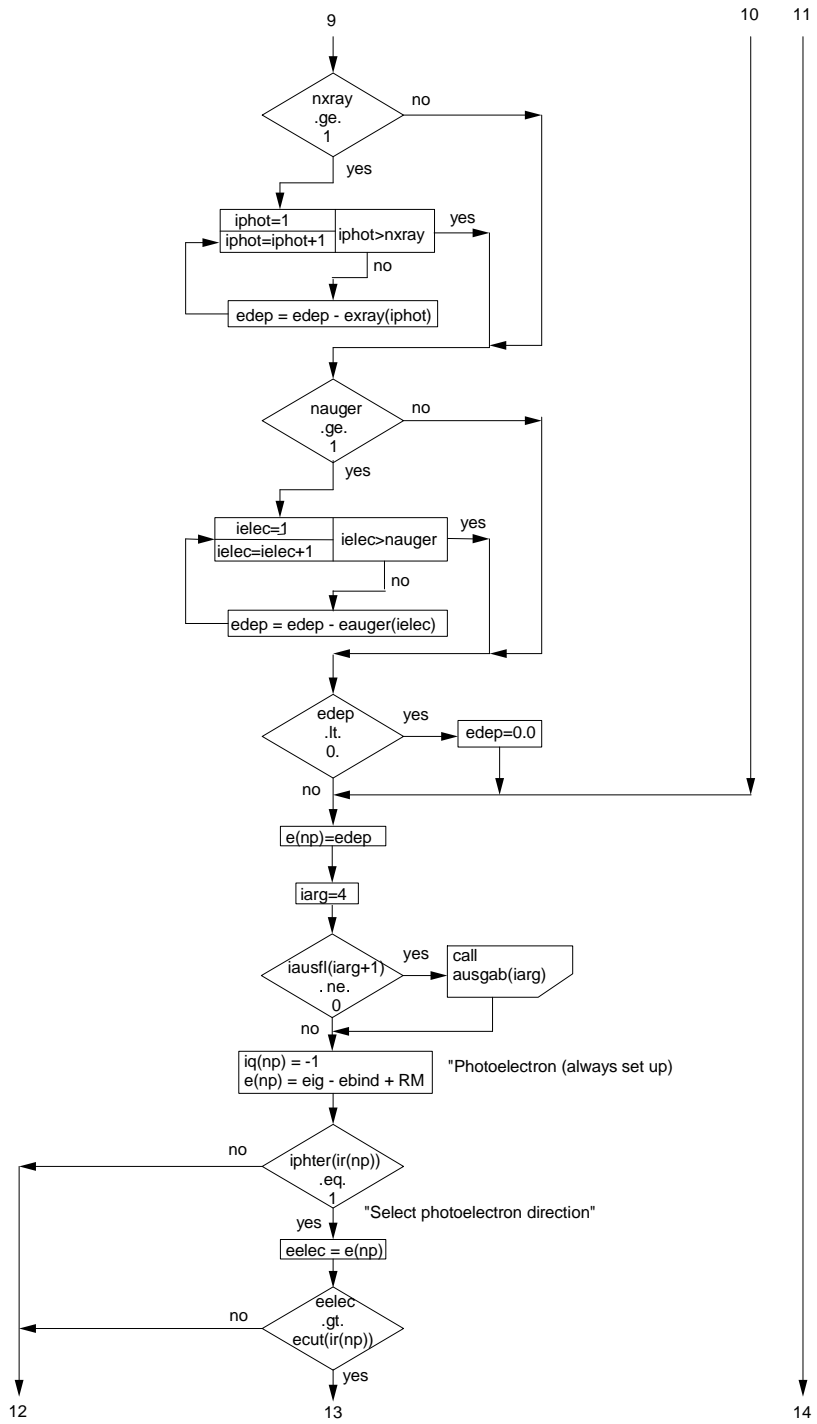 9
10
11
nxray
.ge.
1
no
yes
iphot=1
iphot=iphot+1
iphot>nxray
yes
no
edep = edep - exray(iphot)
nauger
.ge.
1
no
yes
ielec=1
ielec=ielec+1
ielec>nauger
yes
no
edep = edep - eauger(ielec)
edep
.lt.
0.
yes
edep=0.0
no
e(np)=edep
iarg=4
iausfl(iarg+1)
.ne.
0
yes
call
ausgab(iarg)
no
iq(np) = -1
e(np) = eig - ebind + RM
"Photoelectron (always set up)
no
iphter(ir(np))
.eq.
1
"Select photoelectron direction"
yes
eelec = e(np)
no
eelec
.gt.
ecut(ir(np))
yes
12
13
14